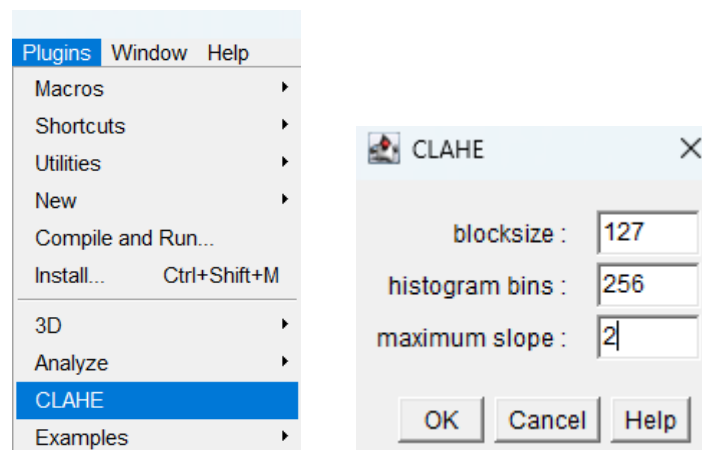 Plugins Window Help
Macros
Shortcuts
Utilities
New
Compile and Run...
Install... Ctrl+Shift+M
3D
Analyze
CLAHE
Examples
CLAHE
blocksize : 127
histogram bins : 256
maximum slope : 2
OK Cancel Help